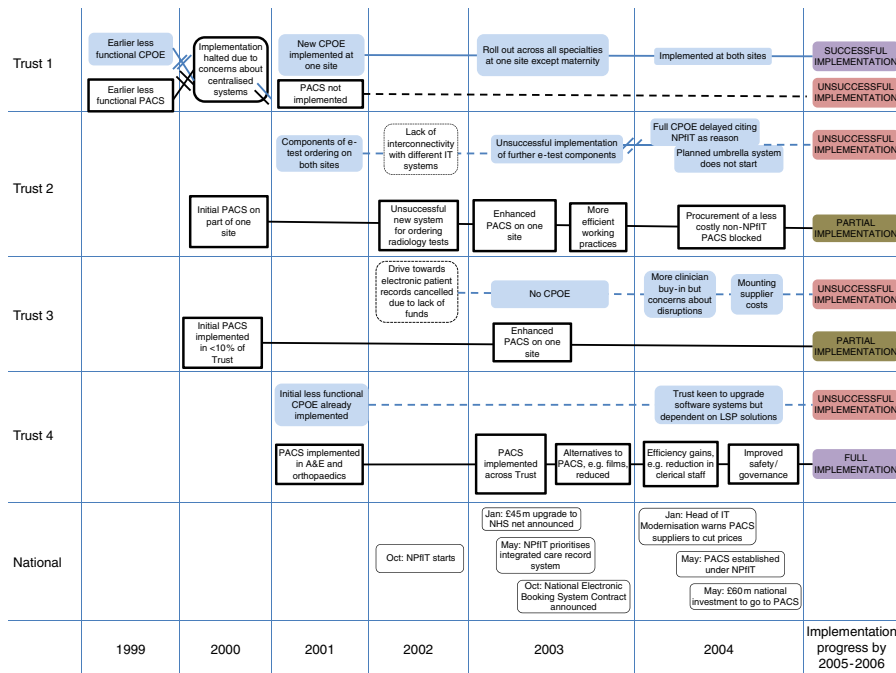 Trust 1
Earlier less
functional CPOE
Earlier less
functional PACS
Implementation
halted due to
concerns about
centralised
systems
New CPOE
implemented at
one site
PACS not
implemented
Roll out across all specialties
at one site except maternity
Implemented at both sites
SUCCESSFUL
IMPLEMENTATION
UNSUCCESSFUL
IMPLEMENTATION
Trust 2
Components of e-
test ordering on
both sites
Lack of
interconnectivity
with different IT
systems
Unsuccessful implementation
of further e-test components
Full CPOE delayed citing
NPfIT as reason
Planned umbrella system
does not start
UNSUCCESSFUL
IMPLEMENTATION
Initial PACS on
part of one
site
Unsuccessful
new system
for ordering
radiology tests
Enhanced
PACS on one
site
More
efficient
working
practices
Procurement of a less
costly non-NPfIT
PACS blocked
PARTIAL
IMPLEMENTATION
Trust 3
Drive towards
electronic patient
records cancelled
due to lack of
funds
No CPOE
More clinician
buy-in but
concerns about
disruptions
Mounting
supplier
costs
UNSUCCESSFUL
IMPLEMENTATION
Initial PACS
implemented
in <10% of
Trust
Enhanced
PACS on one
site
PARTIAL
IMPLEMENTATION
Trust 4
Initial less functional
CPOE already
implemented
Trust keen to upgrade
software systems but
dependent on LSP solutions
UNSUCCESSFUL
IMPLEMENTATION
PACS implemented
in A&E and
orthopaedics
PACS
implemented
across Trust
Alternatives to
PACS, e.g. films,
reduced
Efficiency gains,
e.g. reduction in
clerical staff
Improved
safety/
governance
FULL
IMPLEMENTATION
National
Oct: NPfIT starts
Jan: £45 m upgrade to
NHS net announced
May: NPfIT prioritises
integrated care record
system
Oct: National Electronic
Booking System Contract
announced
Jan: Head of IT
Modernisation warns PACS
suppliers to cut prices
May: PACS established
under NPfIT
May: £60 m national
investment to go to PACS
1999
2000
2001
2002
2003
2004
Implementation
progress by
2005-2006